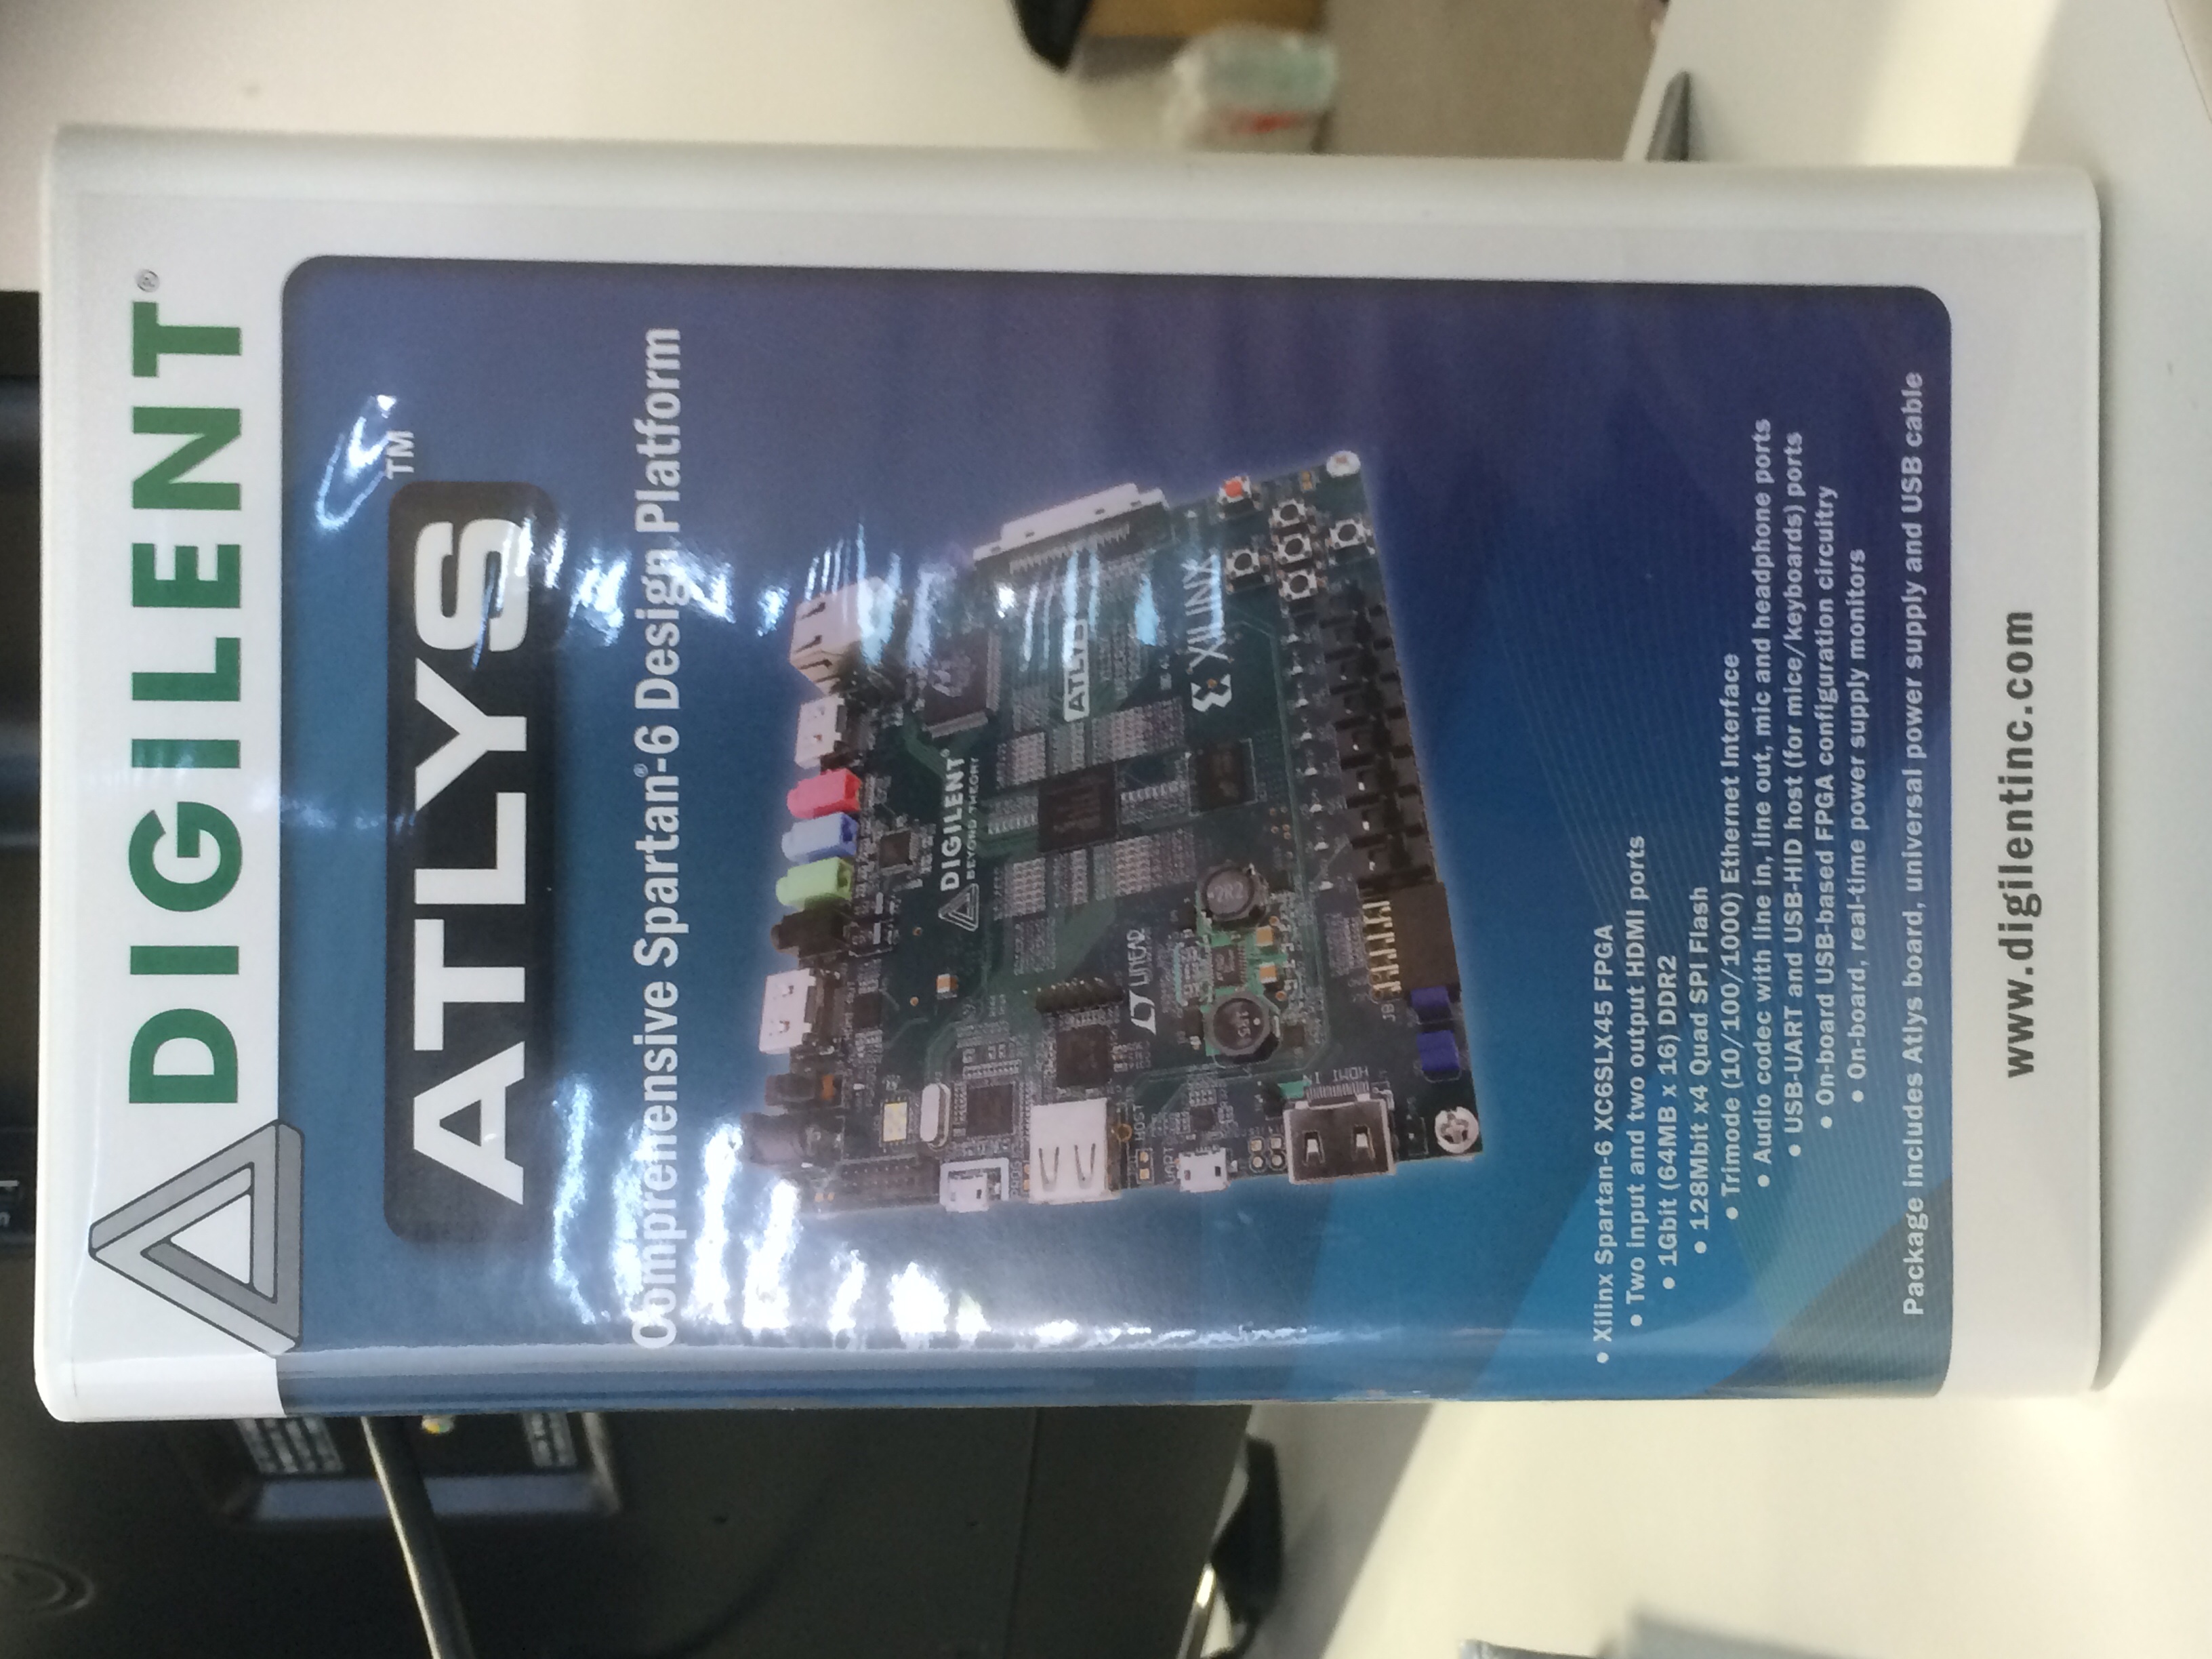 DIGILENT®
ATLYS™
Comprehensive Spartan®-6 Design Platform
DIGILENT®
BEYOND THEORY
PROG
ATLYS
HOST
LT LINEAR
UART
XILINX
HDMI
J8
• Xilinx Spartan-6 XC6SLX45 FPGA
• Two input and two output HDMI ports
• 1Gbit (64MB x 16) DDR2
• 128Mbit x4 Quad SPI Flash
• Trimode (10/100/1000) Ethernet Interface
• Audio codec with line in, line out, mic and headphone ports
• USB-UART and USB-HID host (for mice/keyboards) ports
• On-board USB-based FPGA configuration circuitry
• On-board, real-time power supply monitors
Package includes Atlys board, universal power supply and USB cable
www.digilentinc.com